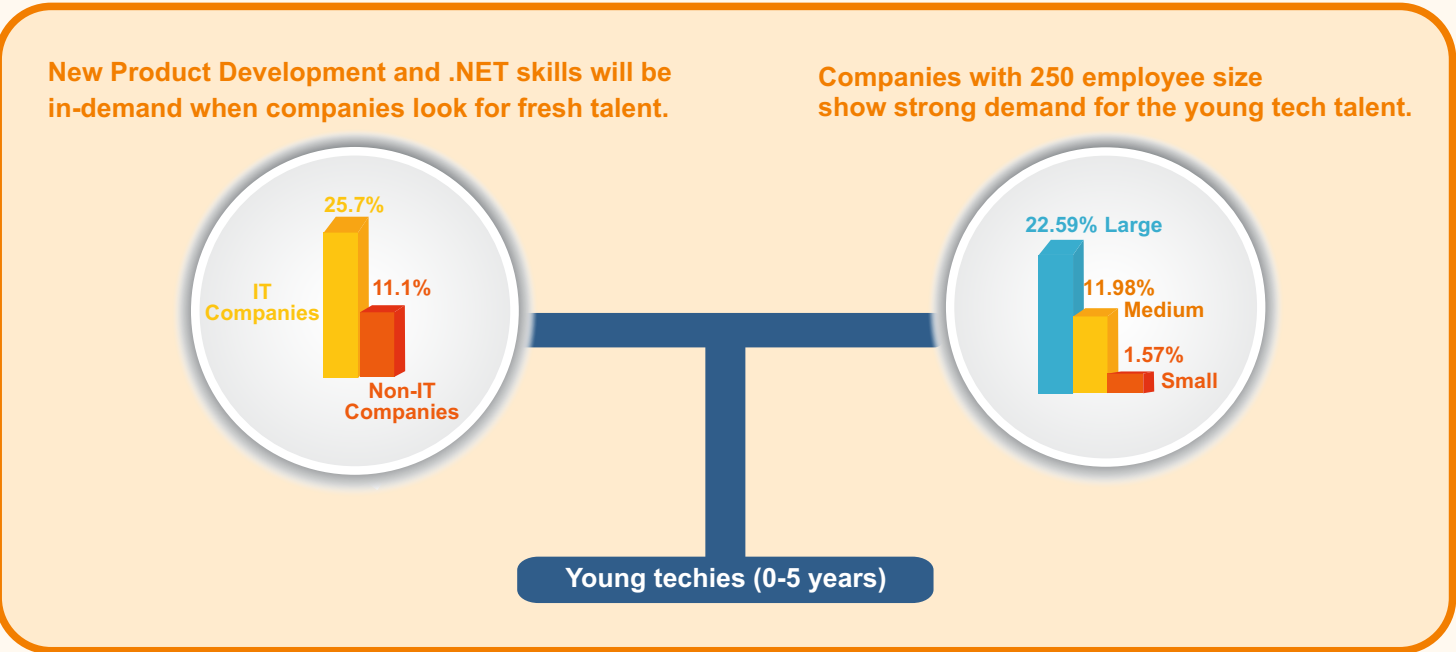 New Product Development and .NET skills will be
in-demand when companies look for fresh talent.
Companies with 250 employee size
show strong demand for the young tech talent.
25.7%
IT
Companies
11.1%
Non-IT
Companies
22.59% Large
11.98%
Medium
1.57%
Small
Young techies (0-5 years)